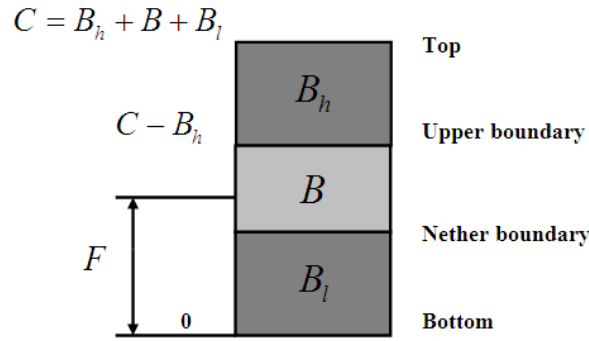 C = B_h + B + B_l
Top
B_h
C − B_h
Upper boundary
B
Nether boundary
F
B_l
0
Bottom